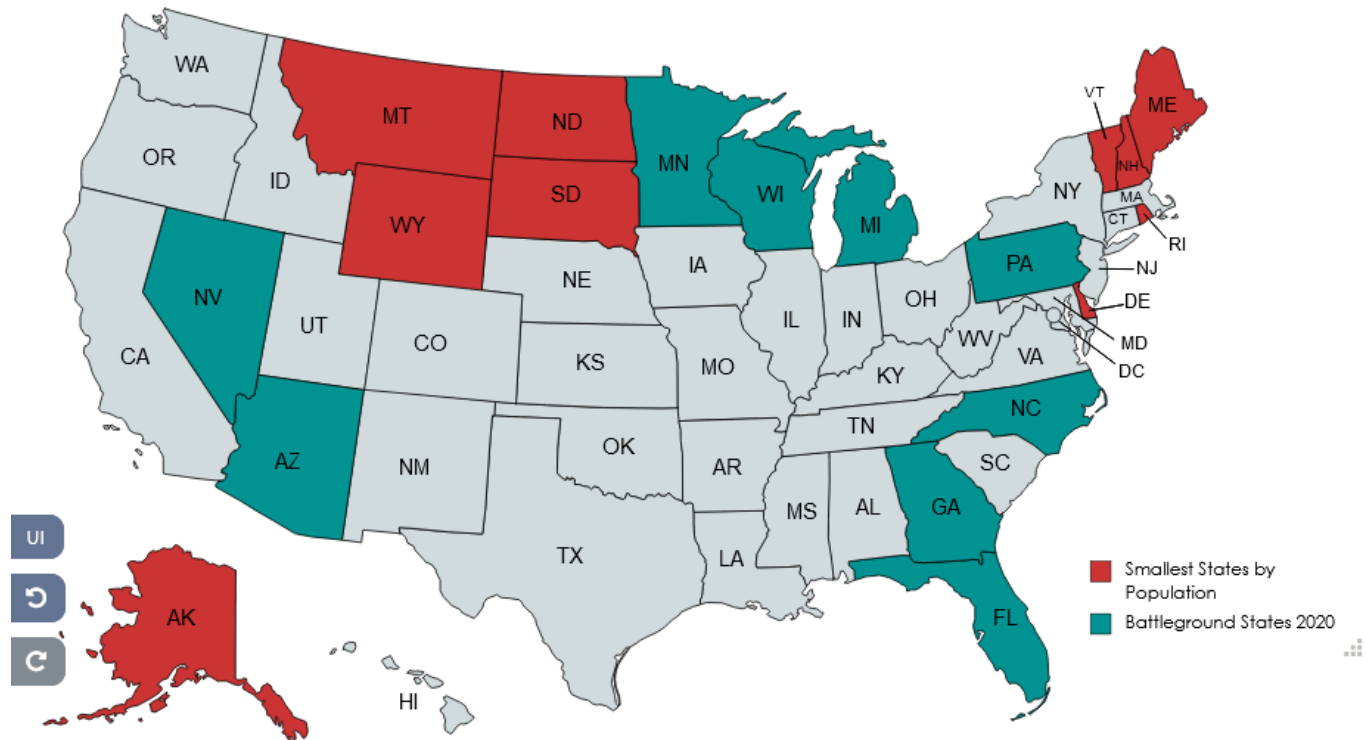 WA
MT
ND
MN
VT
ME
OR
ID
SD
WI
MI
NY
NH
MA
CT
RI
WY
NV
UT
CO
NE
IA
IL
IN
OH
PA
NJ
DE
MD
DC
CA
KS
MO
KY
WV
VA
AZ
NM
OK
AR
TN
NC
SC
TX
LA
MS
AL
GA
FL
UI
AK
HI
Smallest States by
Population
Battleground States 2020